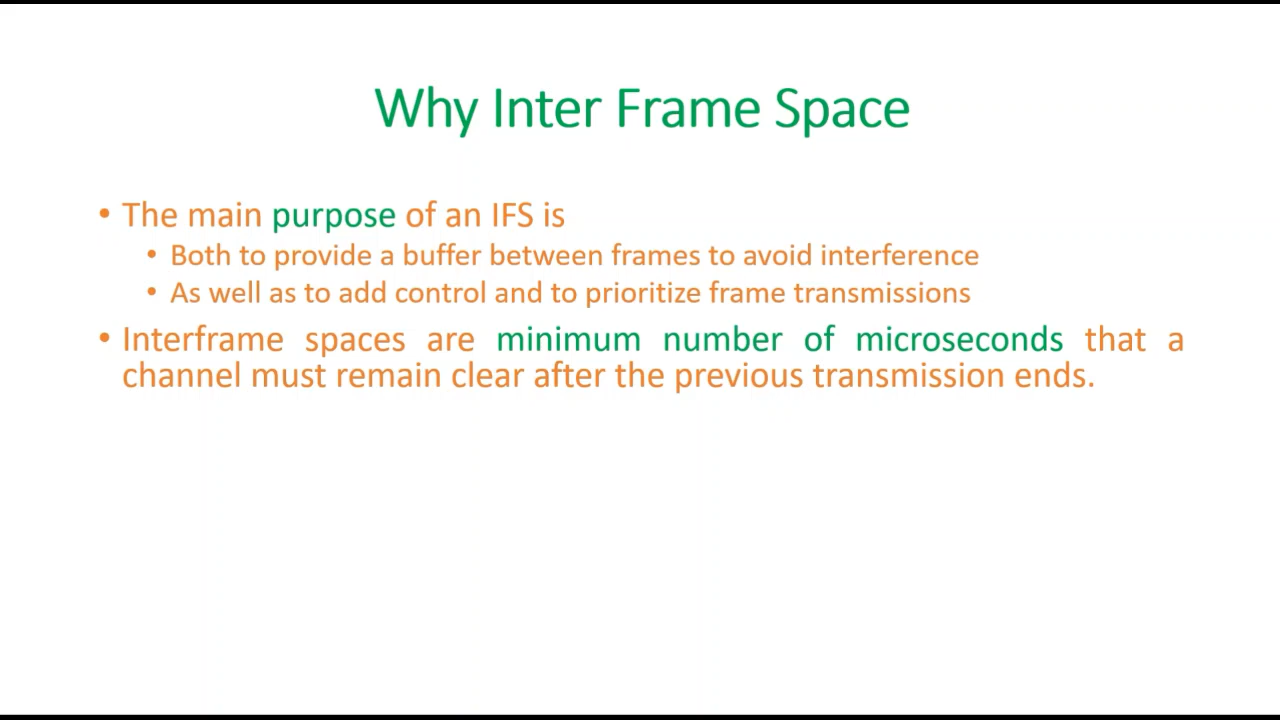 Why Inter Frame Space
• The main purpose of an IFS is
• Both to provide a buffer between frames to avoid interference
• As well as to add control and to prioritize frame transmissions
• Interframe spaces are minimum number of microseconds that a
channel must remain clear after the previous transmission ends.